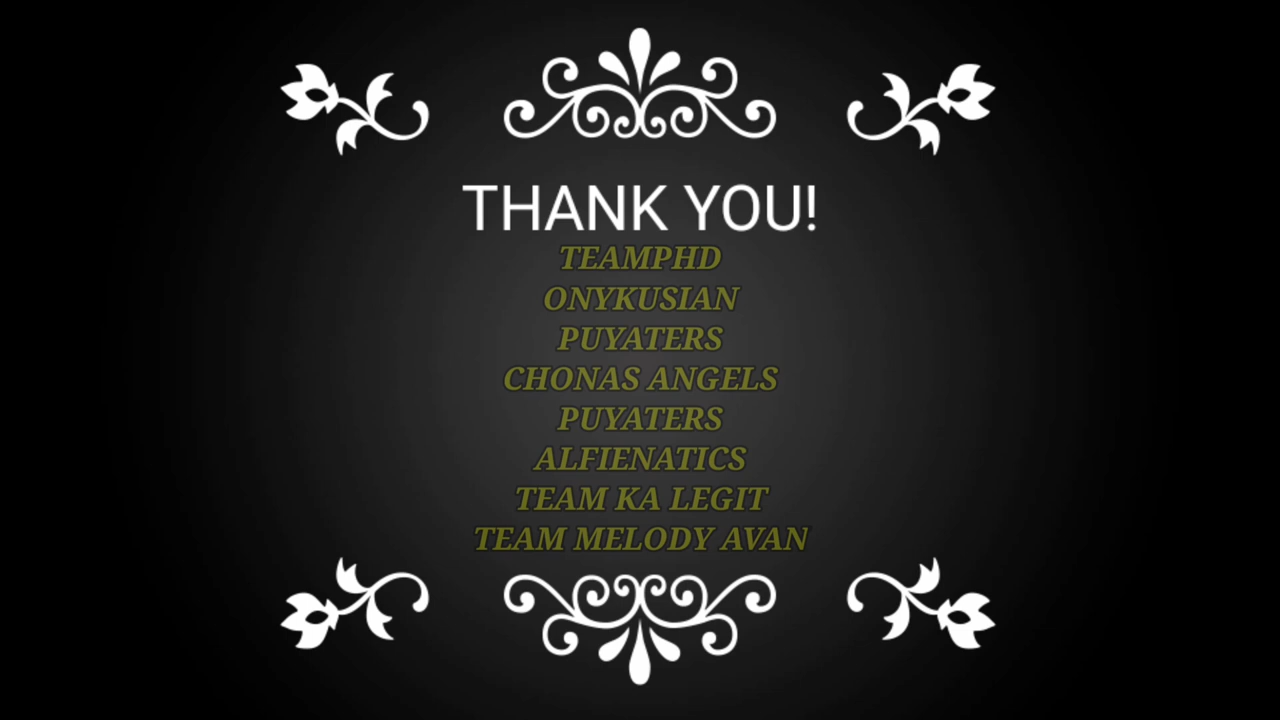 THANK YOU!
TEAMPHD
ONYKUSIAN
PUYATERS
CHONAS ANGELS
PUYATERS
ALFIENATICS
TEAM KA LEGIT
TEAM MELODY AVAN